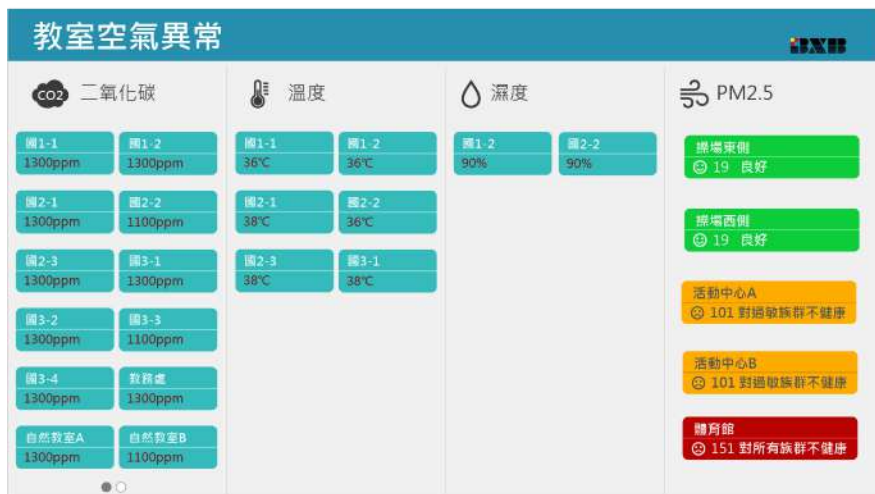 教室空氣異常
BXB
CO2 二氧化碳
國1-1 國1-2
1300ppm 1300ppm
國2-1 國2-2
1300ppm 1100ppm
國2-3 國3-1
1300ppm 1300ppm
國3-2 國3-3
1300ppm 1100ppm
國3-4 教務處
1300ppm 1300ppm
自然教室A 自然教室B
1300ppm 1100ppm
溫度
國1-1 國1-2
36℃ 36℃
國2-1 國2-2
38℃ 36℃
國2-3 國3-1
38℃ 38℃
濕度
國1-2 國2-2
90% 90%
PM2.5
操場東側
19 良好
操場西側
19 良好
活動中心A
101 對過敏族群不健康
活動中心B
101 對過敏族群不健康
體育館
151 對所有族群不健康